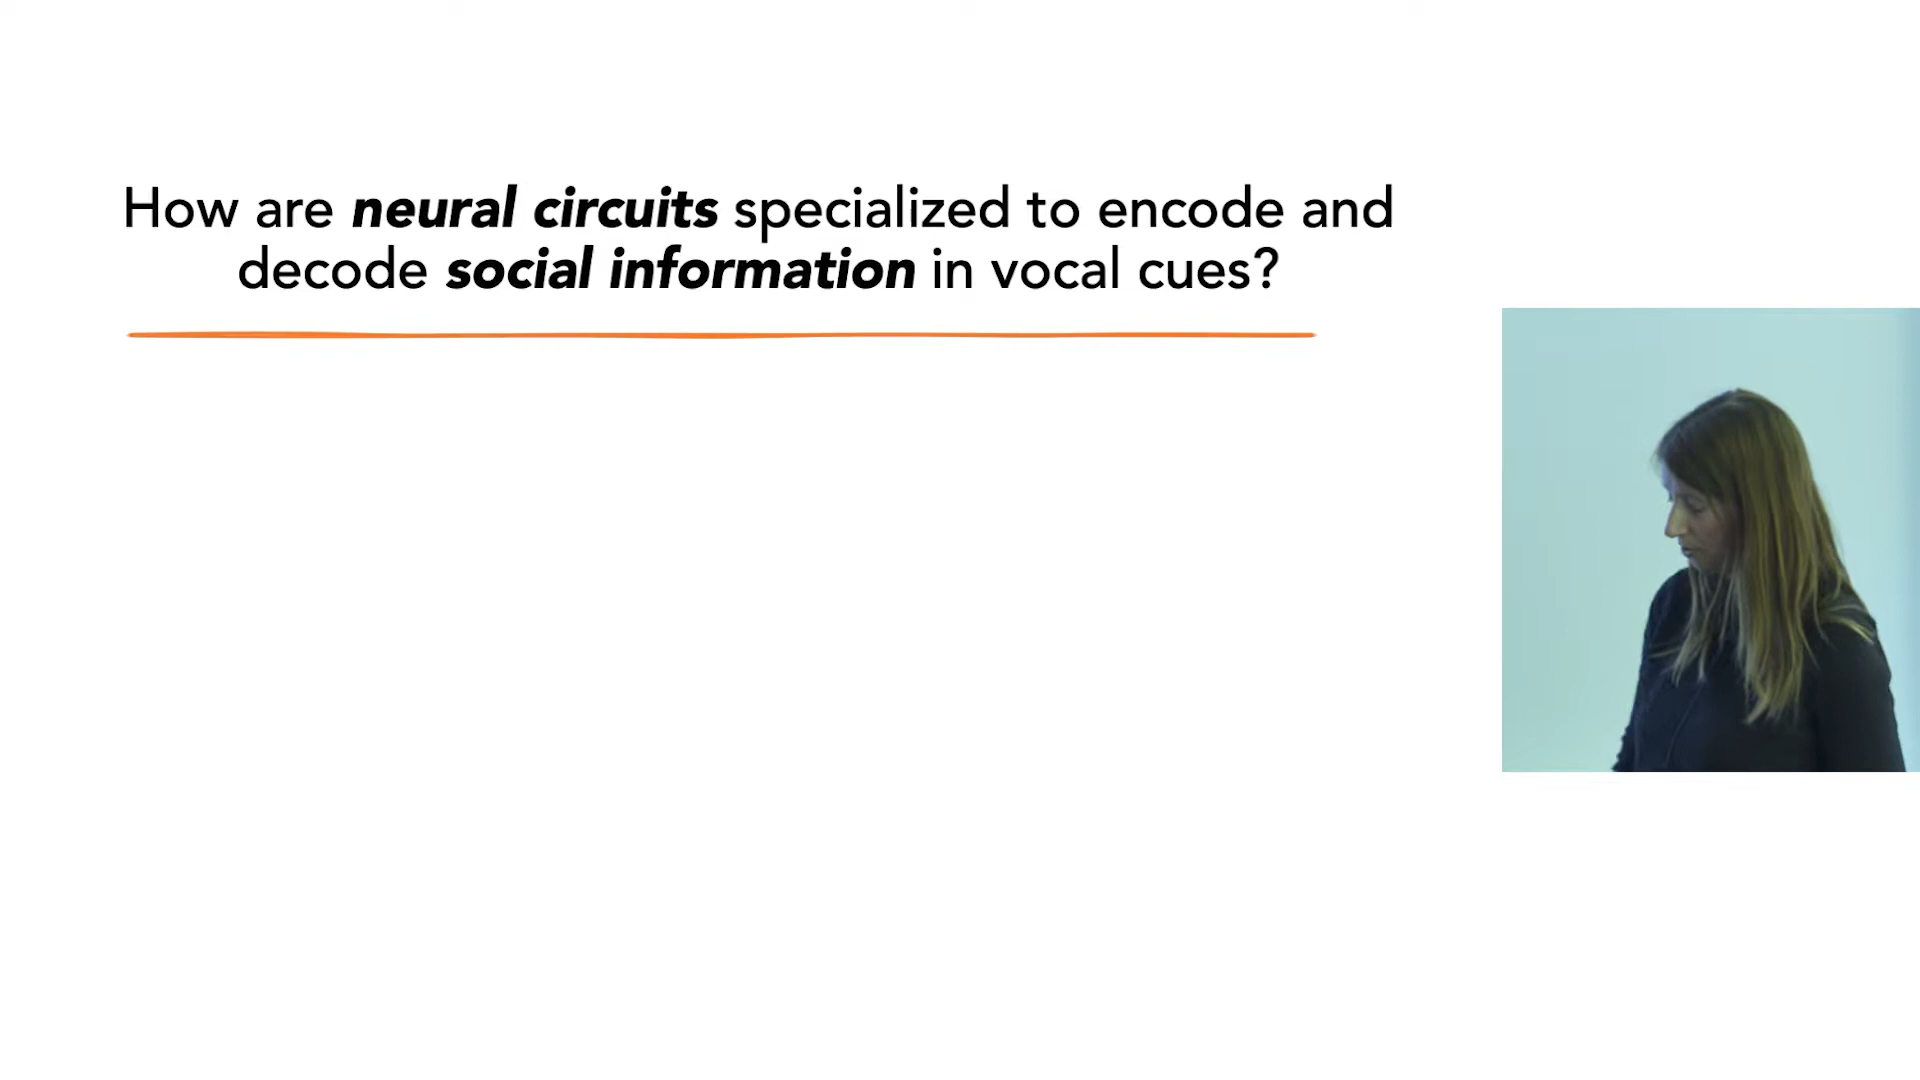 How are neural circuits specialized to encode and
decode social information in vocal cues?